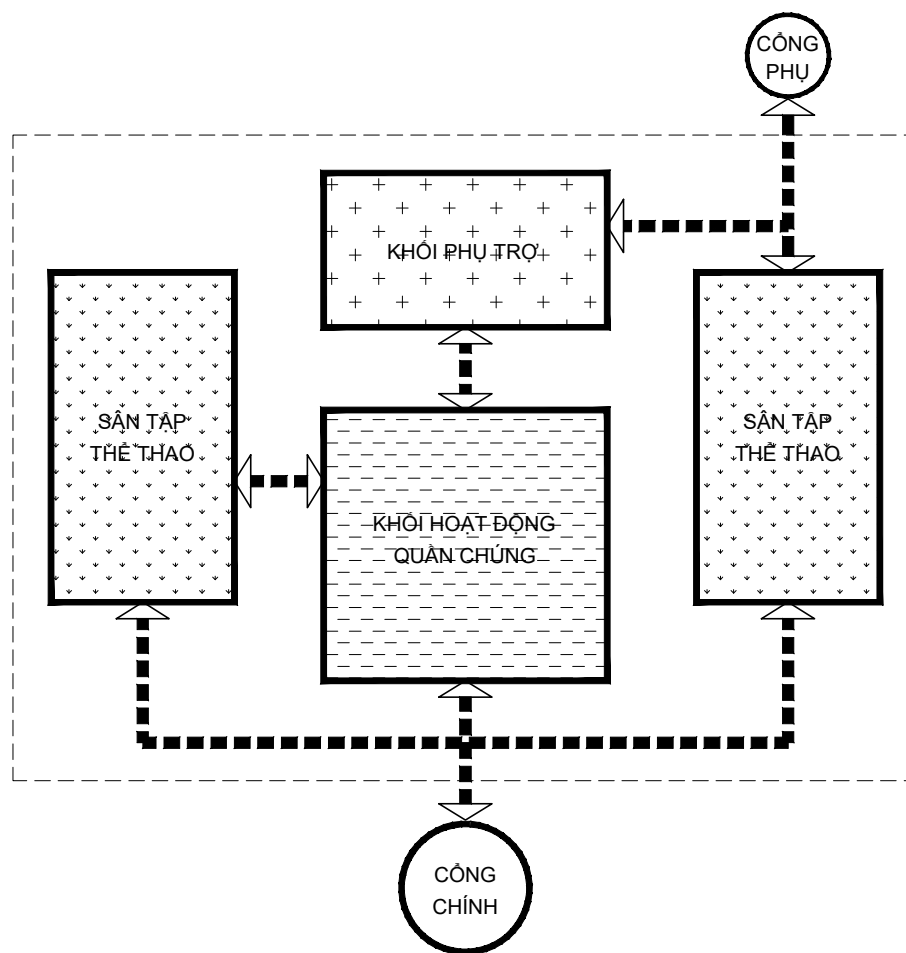 CỔNG
PHỤ
KHỐI PHỤ TRỢ
SÂN TẬP
THỂ THAO
SÂN TẬP
THỂ THAO
KHỐI HOẠT ĐỘNG
QUẦN CHÚNG
CỔNG
CHÍNH